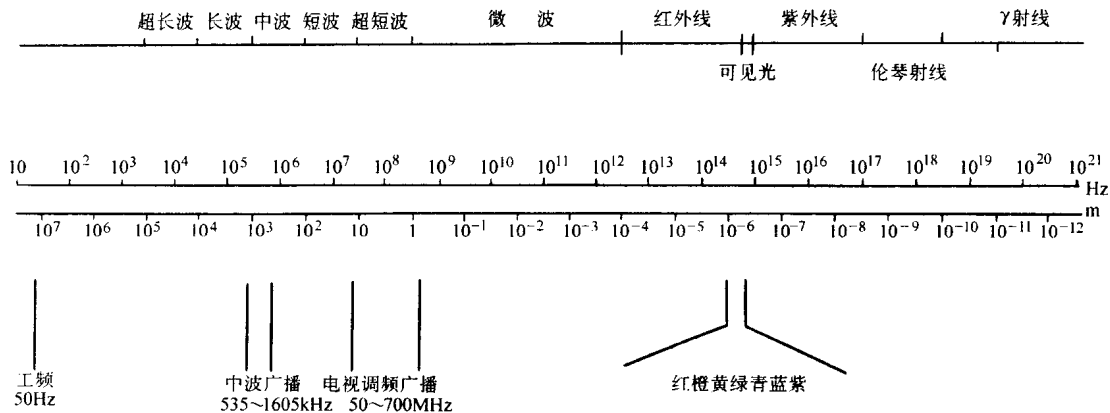 超长波 长波 中波 短波 超短波 微 波 红外线 紫外线 γ射线
可见光 伦琴射线
10 10² 10³ 10⁴ 10⁵ 10⁶ 10⁷ 10⁸ 10⁹ 10¹⁰ 10¹¹ 10¹² 10¹³ 10¹⁴ 10¹⁵ 10¹⁶ 10¹⁷ 10¹⁸ 10¹⁹ 10²⁰ 10²¹
Hz
m
10⁷ 10⁶ 10⁵ 10⁴ 10³ 10² 10 1 10⁻¹ 10⁻² 10⁻³ 10⁻⁴ 10⁻⁵ 10⁻⁶ 10⁻⁷ 10⁻⁸ 10⁻⁹ 10⁻¹⁰ 10⁻¹¹ 10⁻¹²
工频 中波广播 电视调频广播 红橙黄绿青蓝紫
50Hz 535~1605kHz 50~700MHz